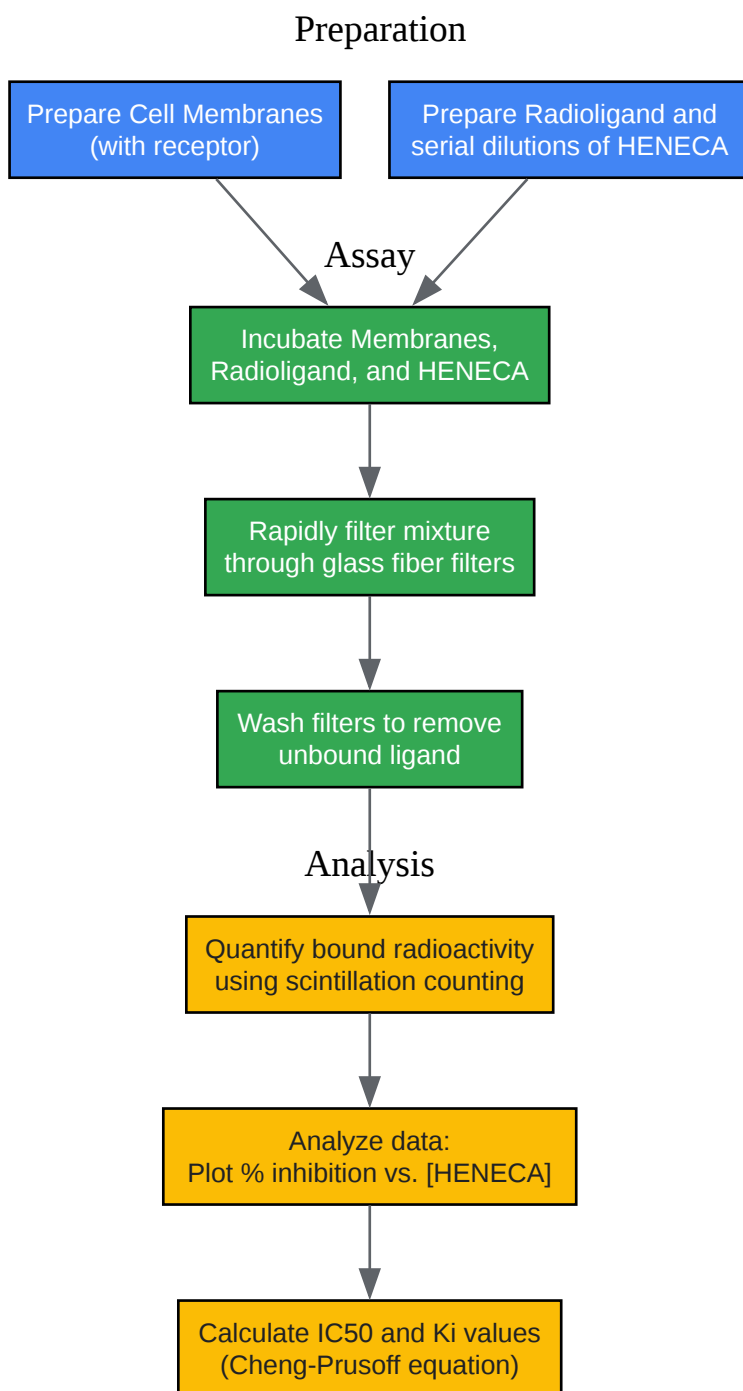 Preparation
Prepare Cell Membranes
(with receptor)
Prepare Radioligand and
serial dilutions of HENECA
Assay
Incubate Membranes,
Radioligand, and HENECA
Rapidly filter mixture
through glass fiber filters
Wash filters to remove
unbound ligand
Analysis
Quantify bound radioactivity
using scintillation counting
Analyze data:
Plot % inhibition vs. [HENECA]
Calculate IC50 and Ki values
(Cheng-Prusoff equation)